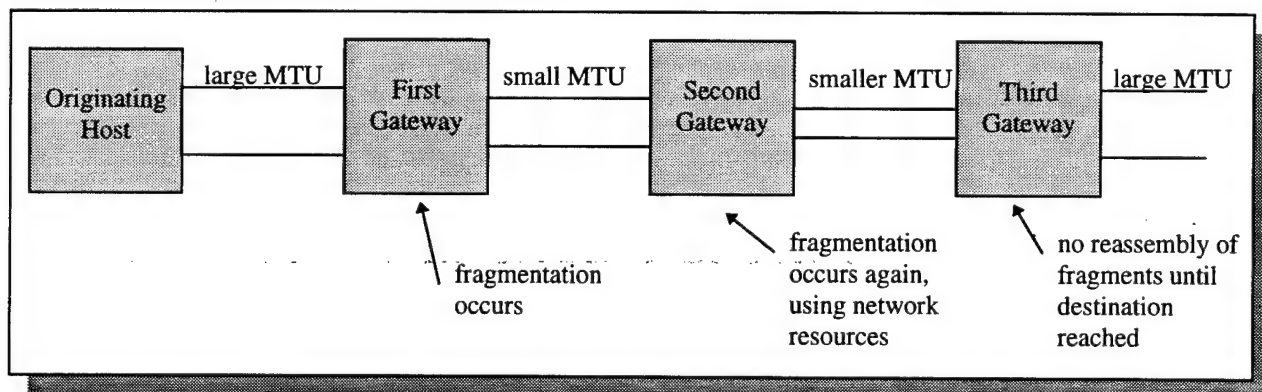 large MTU
small MTU
smaller MTU
large MTU
Originating
Host
First
Gateway
Second
Gateway
Third
Gateway
fragmentation
occurs
fragmentation
occurs again,
using network
resources
no reassembly of
fragments until
destination
reached